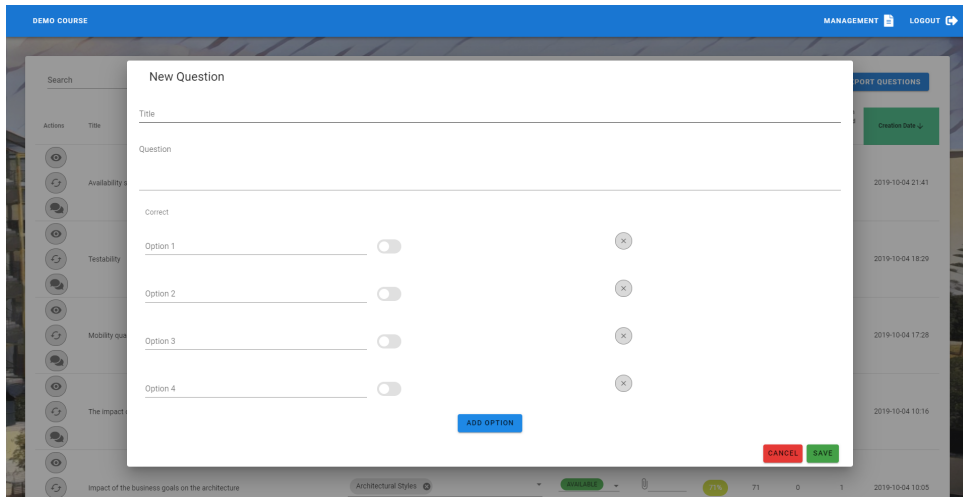 DEMO COURSE
MANAGEMENT LOGOUT
Search
New Question
PORT QUESTIONS
Title
Actions Title
Creation Date
Question
Availability s
2019-10-04 21:41
Correct
Option 1
Testability
2019-10-04 18:29
Option 2
Mobility que
2019-10-04 17:28
Option 3
Option 4
The impact
2019-10-04 10:16
ADD OPTION
CANCEL SAVE
Impact of the business goals on the architecture Architectural Styles AVAILABLE 71% 71 0 1 2019-10-04 10:05